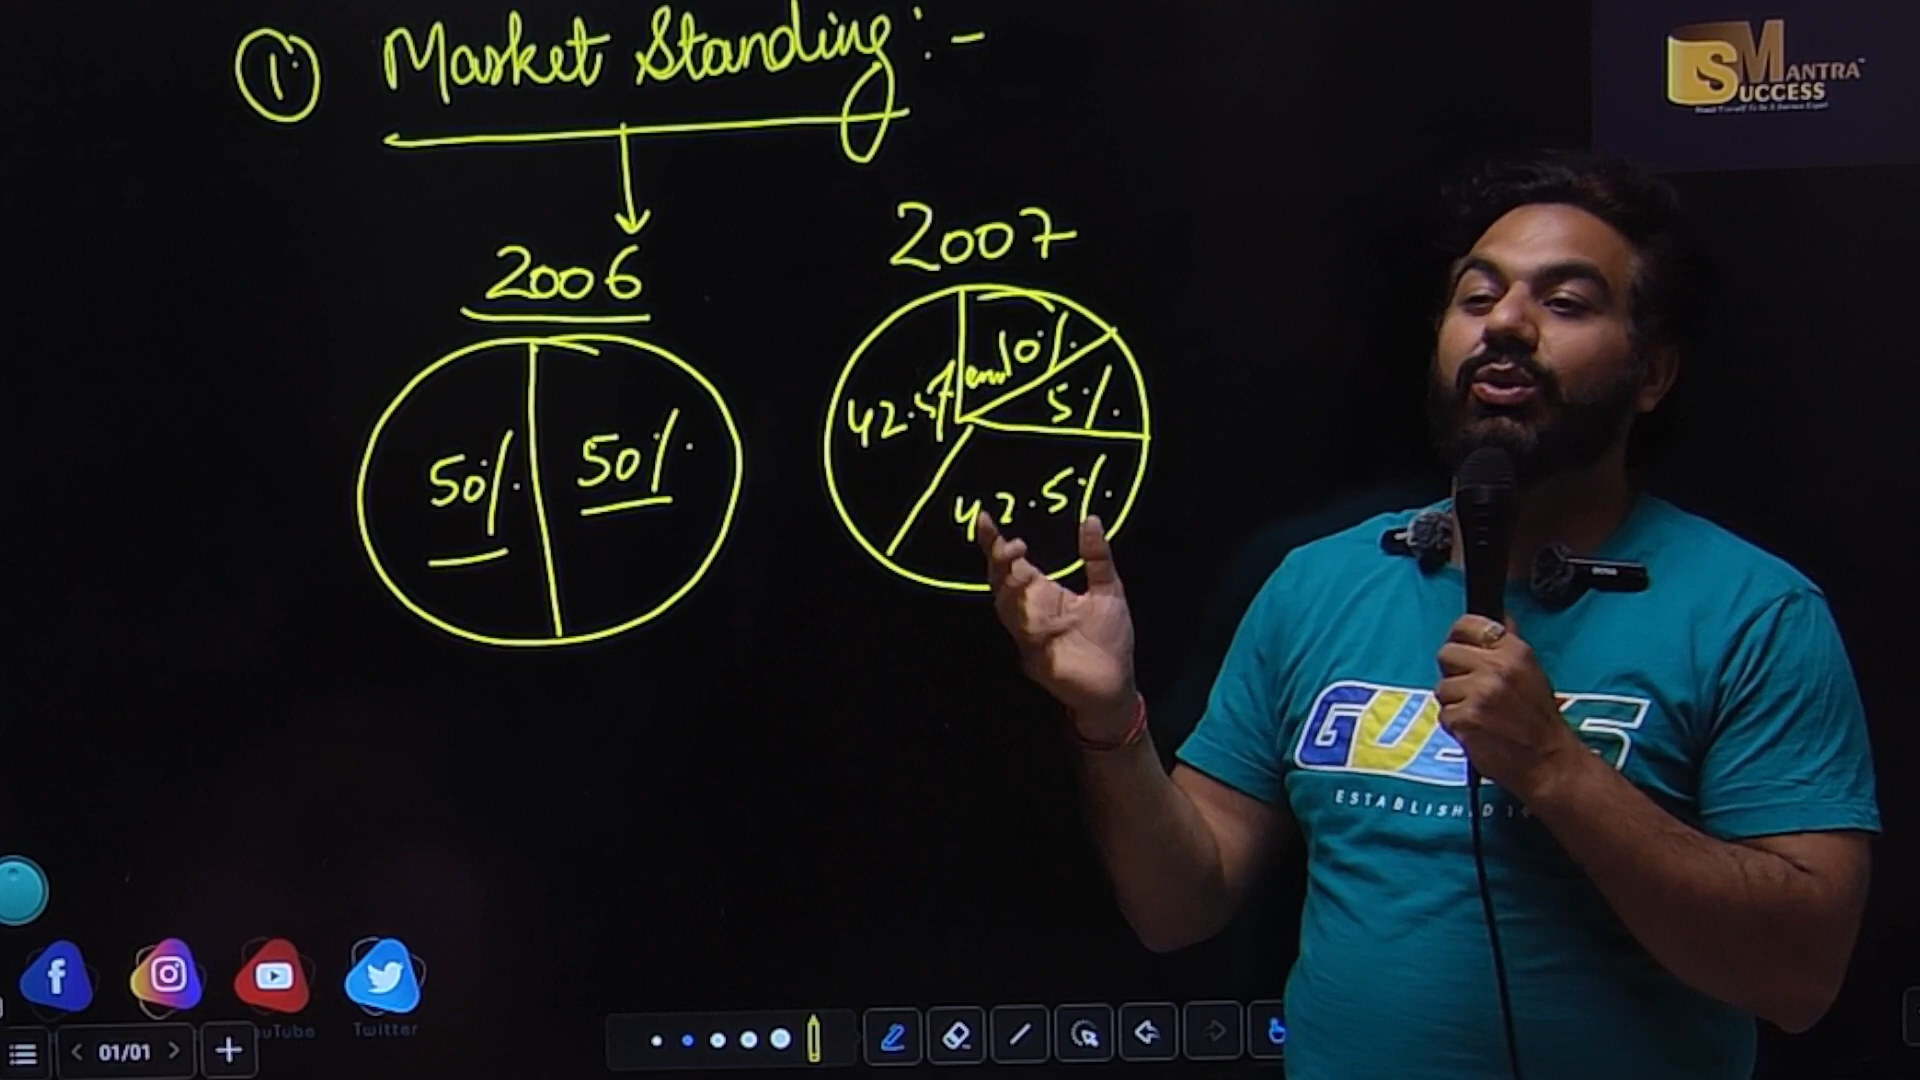 ① Market Standing :-
2006
2007
50%
50%
42.5%
10%
5%
42.5%
MANTRA
SUCCESS
ESTABLISHED
YouTube
Twitter
01/01